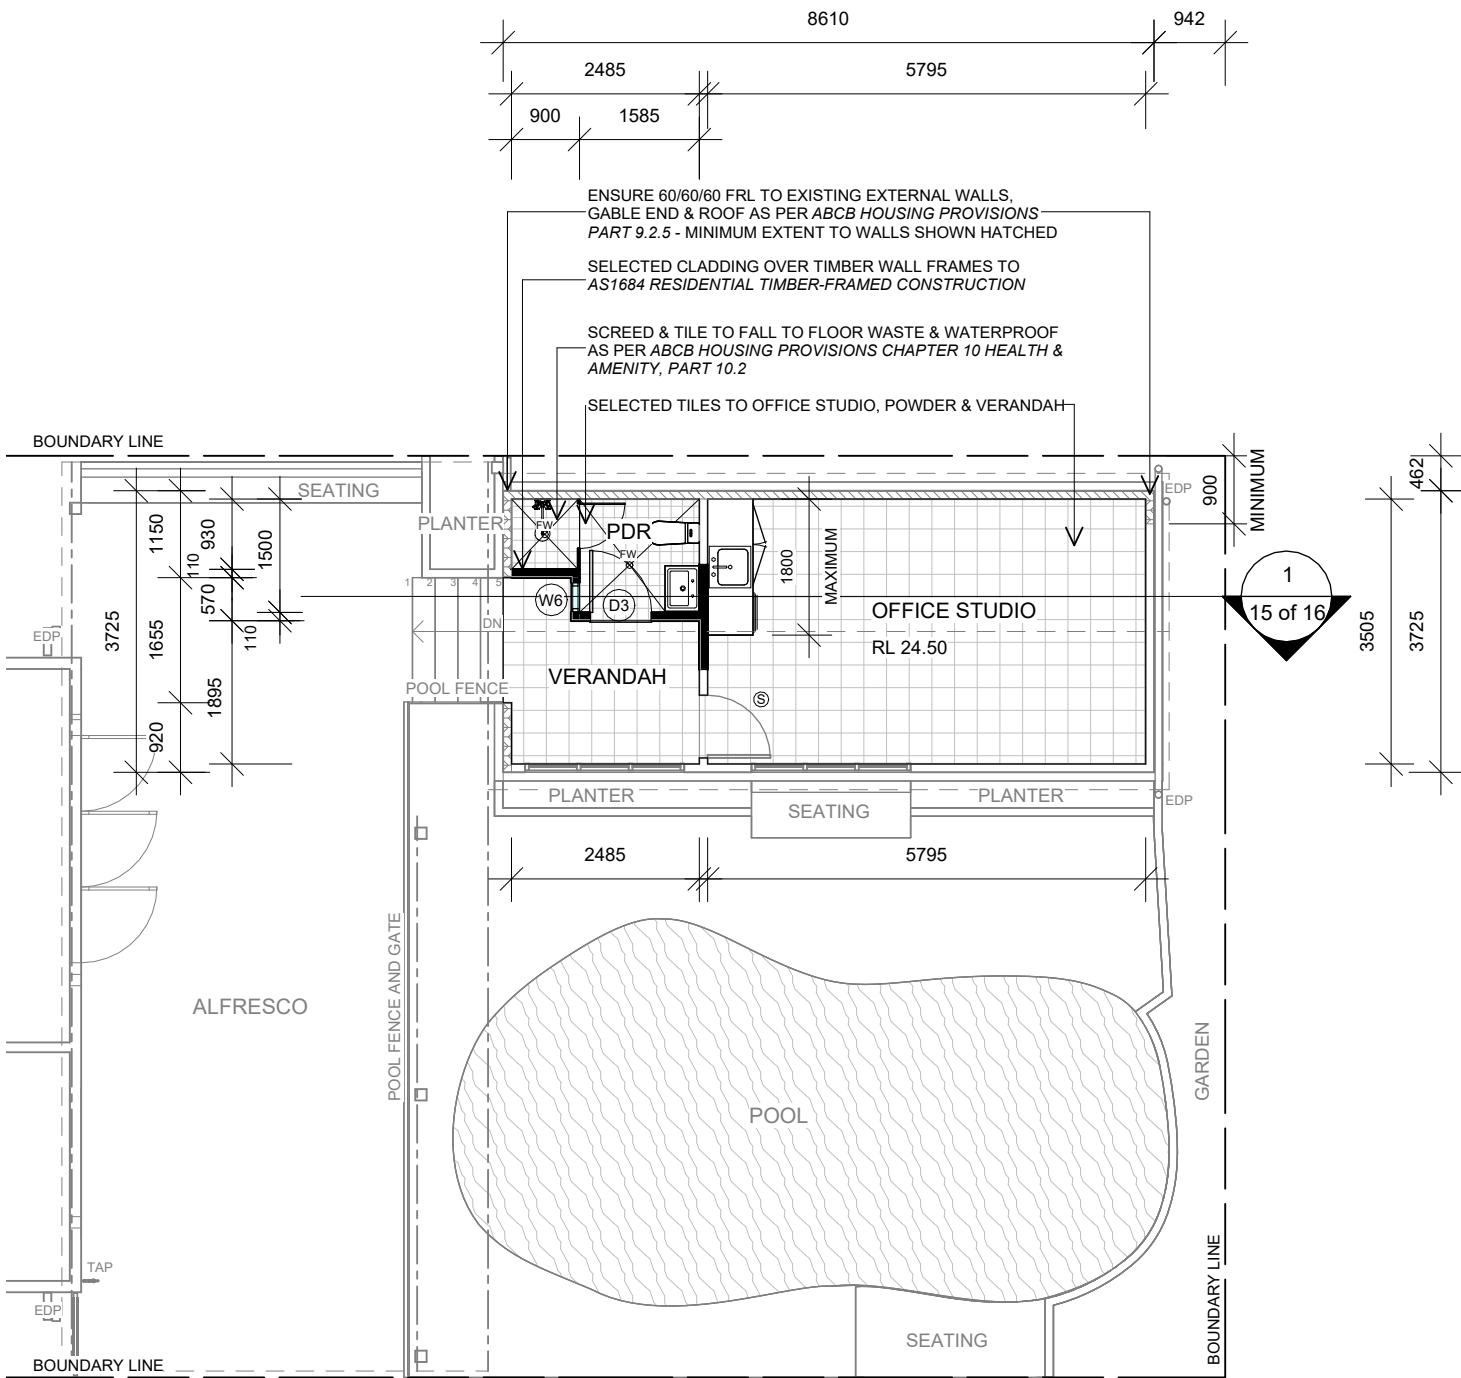 8610
942
2485
5795
900
1585
ENSURE 60/60/60 FRL TO EXISTING EXTERNAL WALLS,
GABLE END & ROOF AS PER ABCB HOUSING PROVISIONS
PART 9.2.5 - MINIMUM EXTENT TO WALLS SHOWN HATCHED
SELECTED CLADDING OVER TIMBER WALL FRAMES TO
AS1684 RESIDENTIAL TIMBER-FRAMED CONSTRUCTION
SCREED & TILE TO FALL TO FLOOR WASTE & WATERPROOF
AS PER ABCB HOUSING PROVISIONS CHAPTER 10 HEALTH &
AMENITY, PART 10.2
SELECTED TILES TO OFFICE STUDIO, POWDER & VERANDAH
BOUNDARY LINE
SEATING
PLANTER
FW
PDR
FW
EDP
900
MINIMUM
462
1150
930
110
1500
570
110
3725
1655
1895
920
EDP
1 2 3 4 5
DN
W6
D3
1800
MAXIMUM
OFFICE STUDIO
RL 24.50
1
15 of 16
3505
3725
VERANDAH
POOL FENCE
S
PLANTER
SEATING
PLANTER
EDP
2485
5795
ALFRESCO
POOL FENCE AND GATE
POOL
GARDEN
TAP
EDP
SEATING
BOUNDARY LINE
BOUNDARY LINE